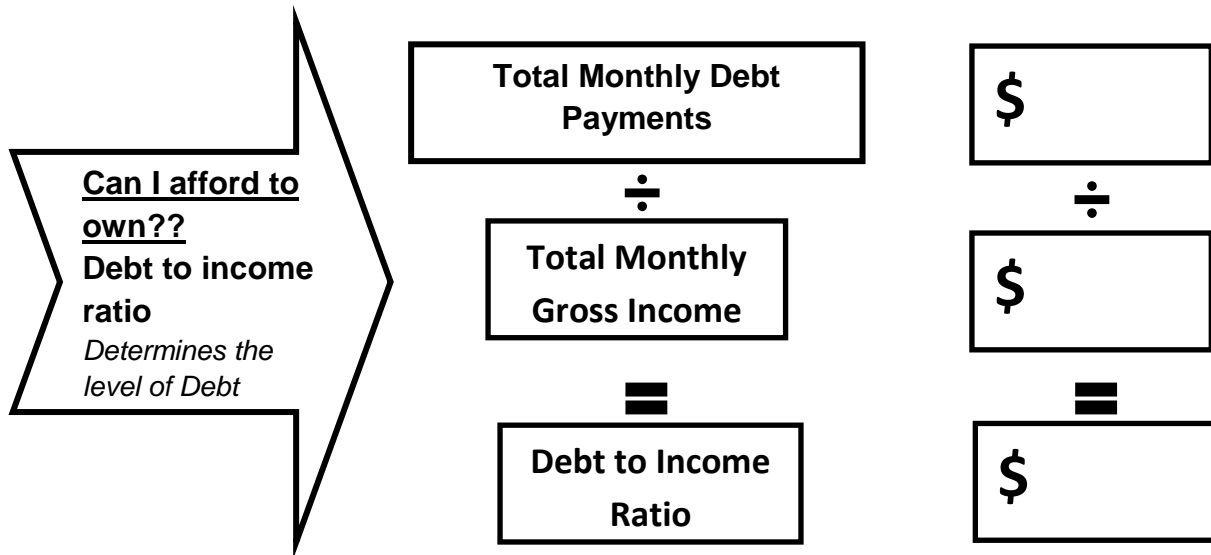 Can I afford to
own??
Debt to income
ratio
Determines the
level of Debt
Total Monthly Debt
Payments
÷
Total Monthly
Gross Income
=
Debt to Income
Ratio
$
÷
$
=
$